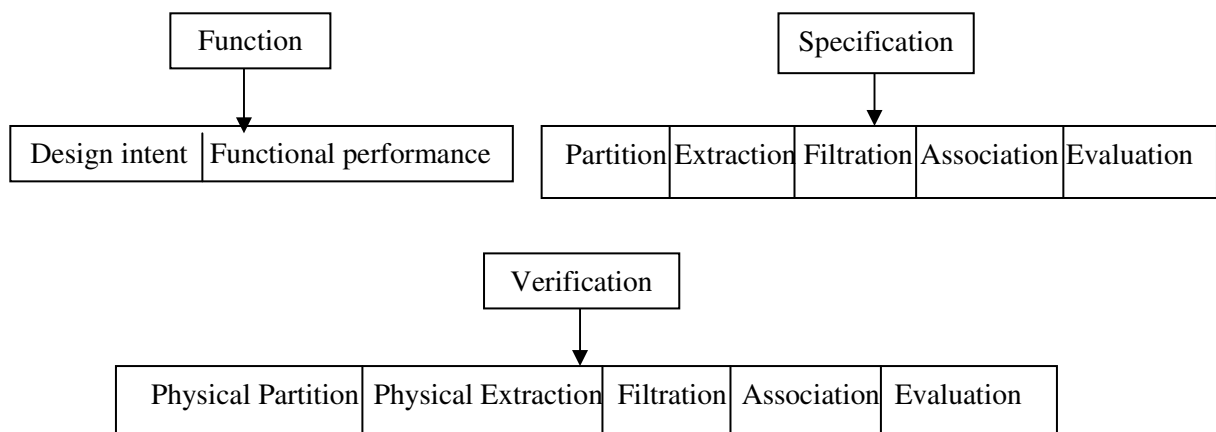 Function
Specification
Design intent Functional performance
Partition Extraction Filtration Association Evaluation
Verification
Physical Partition Physical Extraction Filtration Association Evaluation